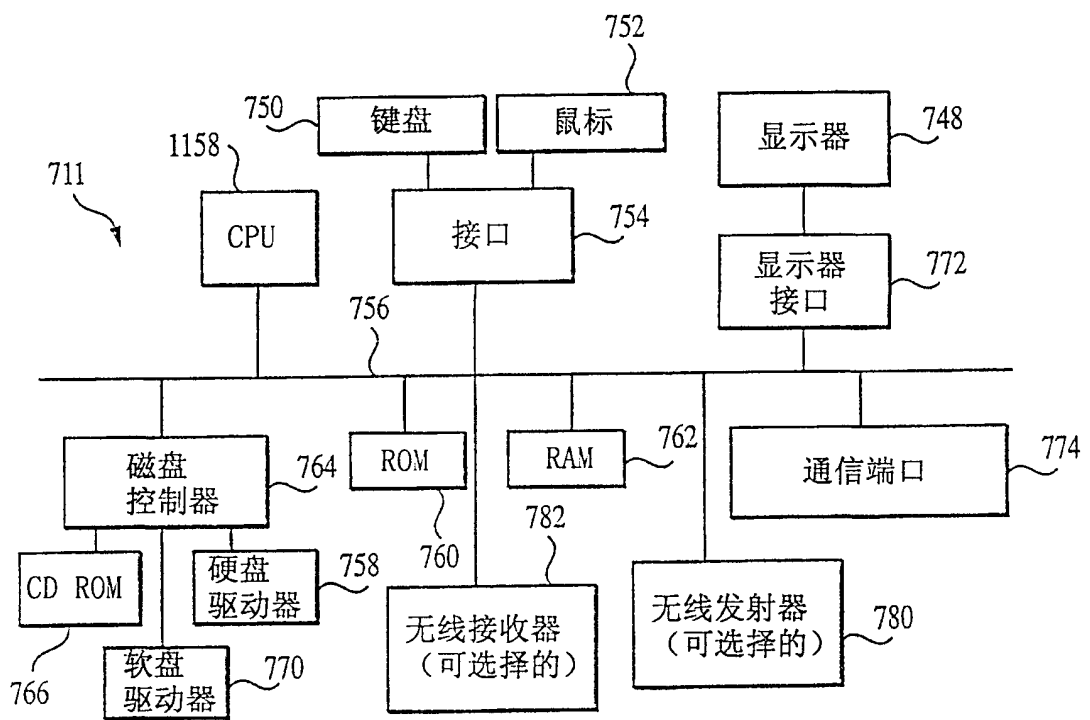 752
750
键盘
鼠标
748
显示器
1158
711
CPU
接口
754
显示器
接口
772
756
磁盘
控制器
764
ROM
760
RAM
762
通信端口
774
CD ROM
766
硬盘
驱动器
758
782
无线接收器
（可选择的）
无线发射器
（可选择的）
780
软盘
驱动器
770